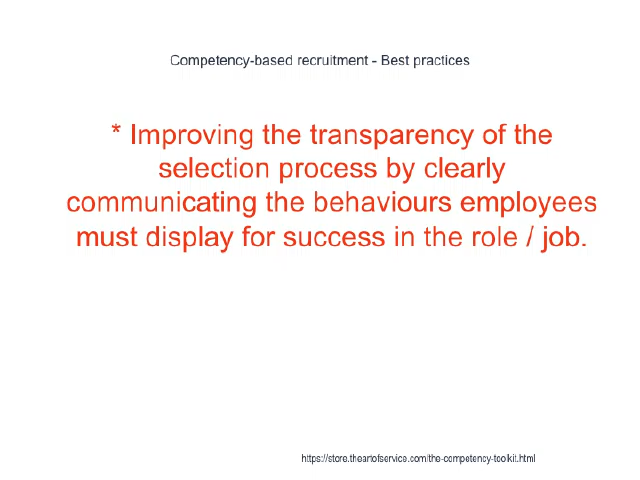 Competency-based recruitment - Best practices
* Improving the transparency of the
selection process by clearly
communicating the behaviours employees
must display for success in the role / job.
https://store.theartofservice.com/the-competency-toolkit.html